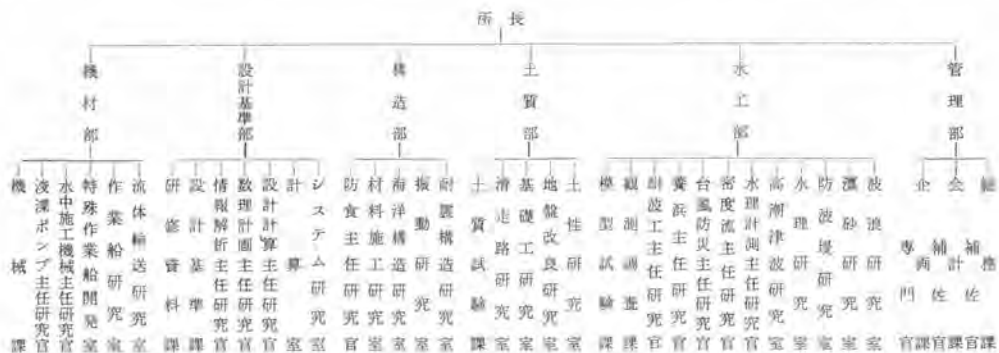 所長
管理部
総務課
補佐官
会計課
補佐官
企画課
専門官
水工部
波浪研究室
漂砂研究室
防波堤研究室
水理研究室
高潮津波研究室
水理計測主任研究官
密度流主任研究官
台風防災主任研究官
養浜主任研究官
耐波工主任研究官
観測調査課
模型試験課
土質部
土性研究室
地盤改良研究室
基礎工研究室
滑走路研究室
土質試験課
構造部
耐震構造研究室
振動研究室
海洋構造研究室
材料施工研究室
防食主任研究官
設計基準部
システム研究室
計算室
設計計算主任研究官
数理計画主任研究官
情報解析主任研究官
設計基準課
研修資料課
機材部
流体輸送研究室
作業船研究室
特殊作業船開発室
水中施工機械主任研究官
浚渫ポンプ主任研究官
機械課